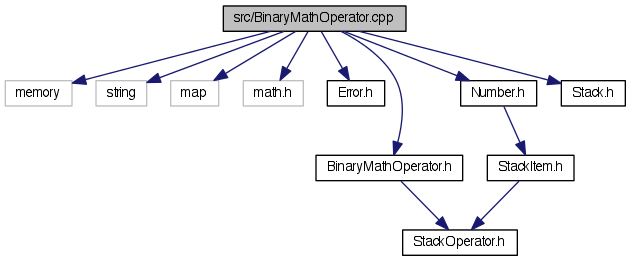 src/BinaryMathOperator.cpp
memory
string
map
math.h
Error.h
Number.h
Stack.h
BinaryMathOperator.h
StackItem.h
StackOperator.h